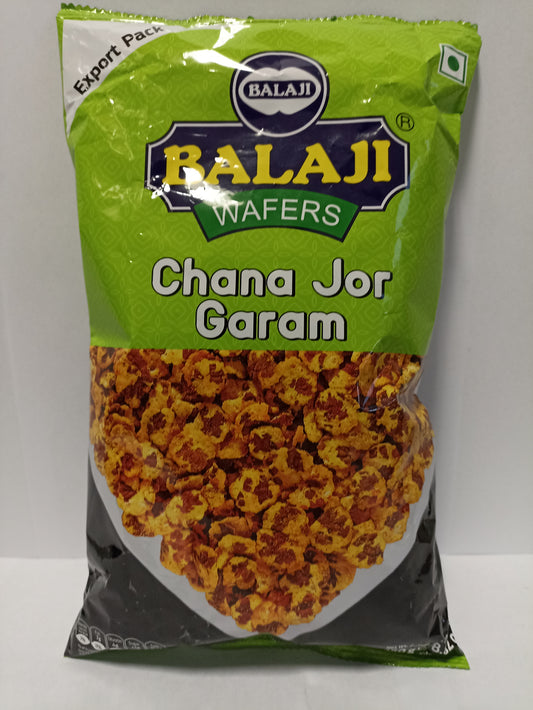 Export Pack
BALAJI
BALAJI
®
WAFERS
Chana Jor
Garam